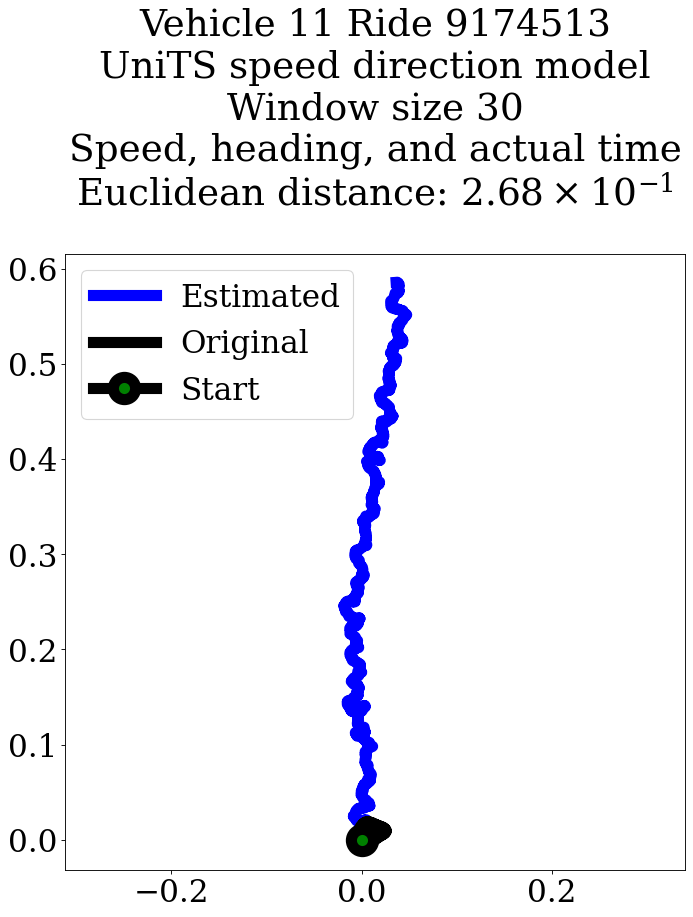 Vehicle 11 Ride 9174513
UniTS speed direction model
Window size 30
Speed, heading, and actual time
Euclidean distance: 2.68 × 10⁻¹
Estimated
Original
Start
0.6
0.5
0.4
0.3
0.2
0.1
0.0
−0.2 0.0 0.2